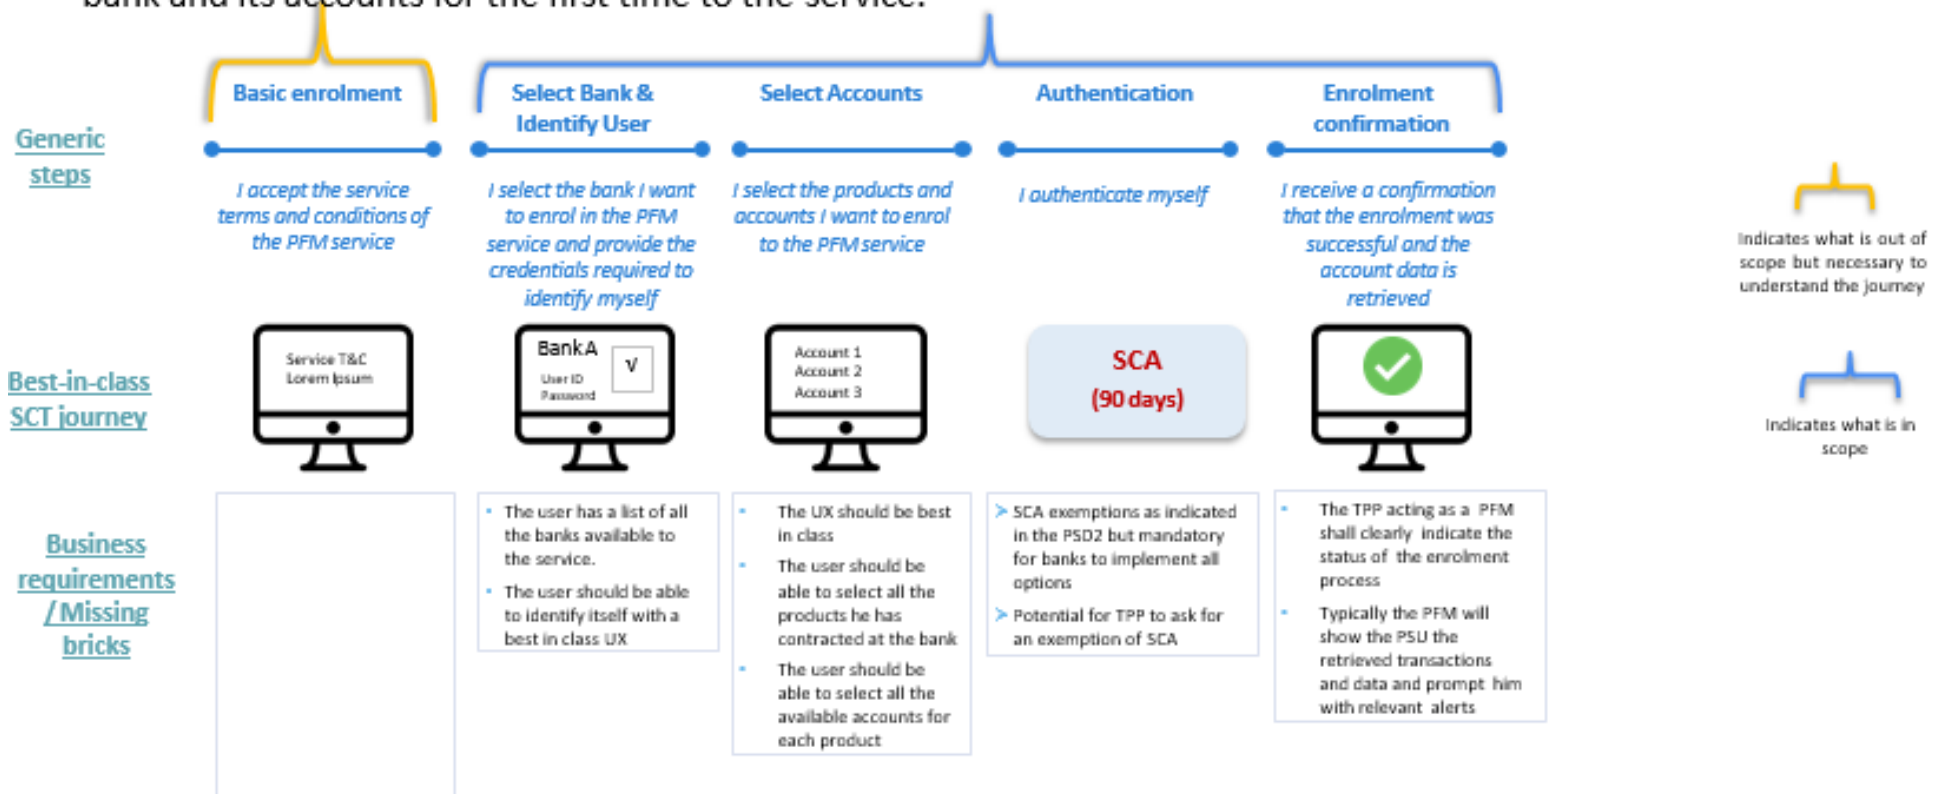 bank and its accounts for the first time to the service.
Basic enrolment
Select Bank &
Identify User
Select Accounts
Authentication
Enrolment
confirmation
Generic
steps
I accept the service
terms and conditions of
the PFM service
I select the bank I want
to enrol in the PFM
service and provide the
credentials required to
identify myself
I select the products and
accounts I want to enrol
to the PFM service
I authenticate myself
I receive a confirmation
that the enrolment was
successful and the
account data is
retrieved
Indicates what is out of
scope but necessary to
understand the journey
Best-in-class
SCT journey
Service T&C
Lorem Ipsum
Bank A
√
User ID
Password
Account 1
Account 2
Account 3
SCA
(90 days)
Indicates what is in
scope
Business
requirements
/ Missing
bricks
The user has a list of all
the banks available to
the service.
The user should be able
to identify itself with a
best in class UX
The UX should be best
in class
The user should be
able to select all the
products he has
contracted at the bank
The user should be
able to select all the
available accounts for
each product
SCA exemptions as indicated
in the PSD2 but mandatory
for banks to implement all
options
Potential for TPP to ask for
an exemption of SCA
The TPP acting as a PFM
shall clearly indicate the
status of the enrolment
process
Typically the PFM will
show the PSU the
retrieved transactions
and data and prompt him
with relevant alerts